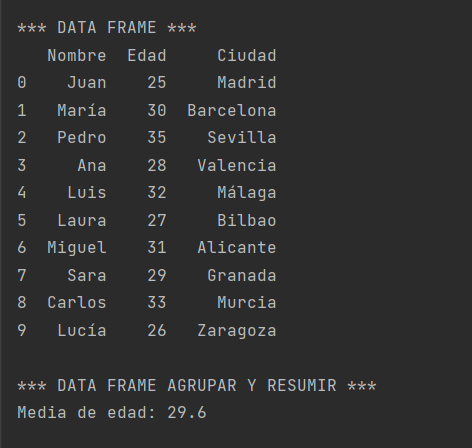 *** DATA FRAME ***
   Nombre  Edad     Ciudad
0    Juan    25     Madrid
1   María    30  Barcelona
2   Pedro    35    Sevilla
3     Ana    28   Valencia
4    Luis    32     Málaga
5   Laura    27     Bilbao
6  Miguel    31   Alicante
7    Sara    29    Granada
8  Carlos    33     Murcia
9   Lucía    26   Zaragoza

*** DATA FRAME AGRUPAR Y RESUMIR ***
Media de edad: 29.6